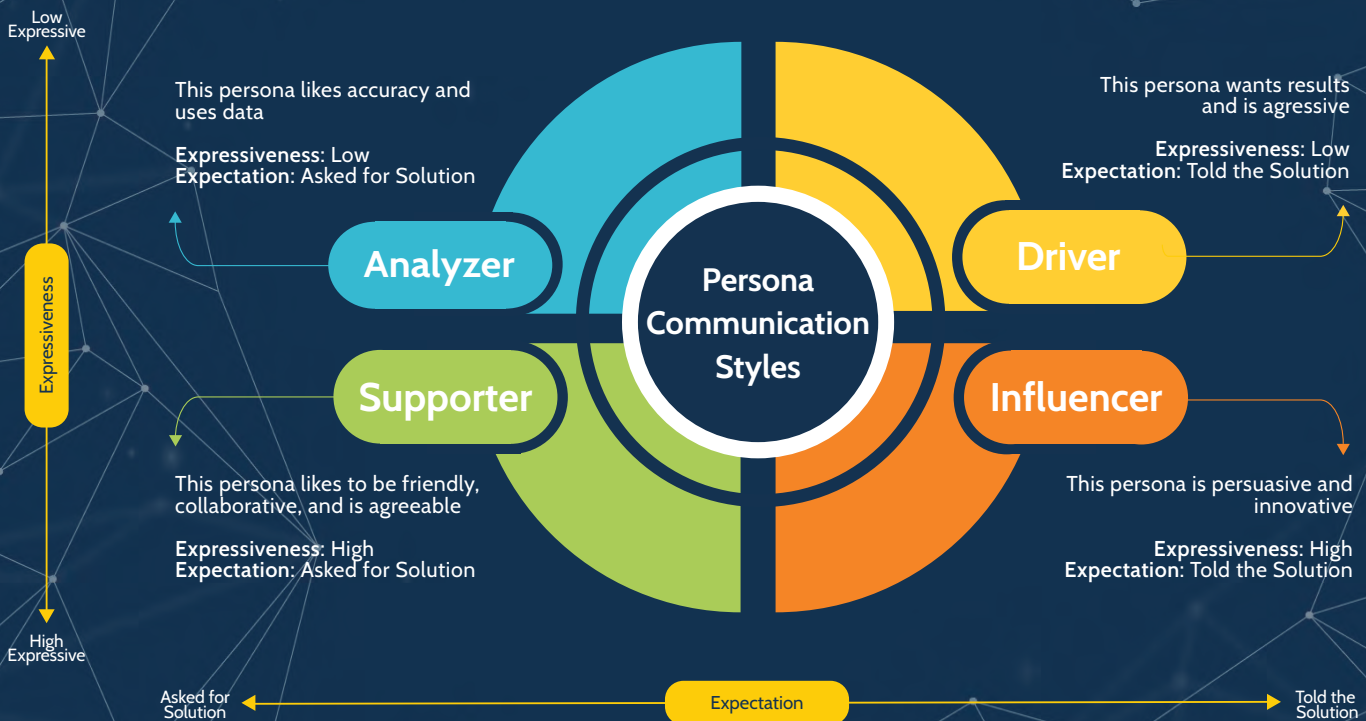 Low
Expressive
This persona likes accuracy and
uses data
Expressiveness: Low
Expectation: Asked for Solution
This persona wants results
and is agressive
Expressiveness: Low
Expectation: Told the Solution
Analyzer
Driver
Persona
Communication
Styles
Expressiveness
Supporter
Influencer
This persona likes to be friendly,
collaborative, and is agreeable
Expressiveness: High
Expectation: Asked for Solution
This persona is persuasive and
innovative
Expressiveness: High
Expectation: Told the Solution
High
Expressive
Asked for
Solution
Expectation
Told the
Solution